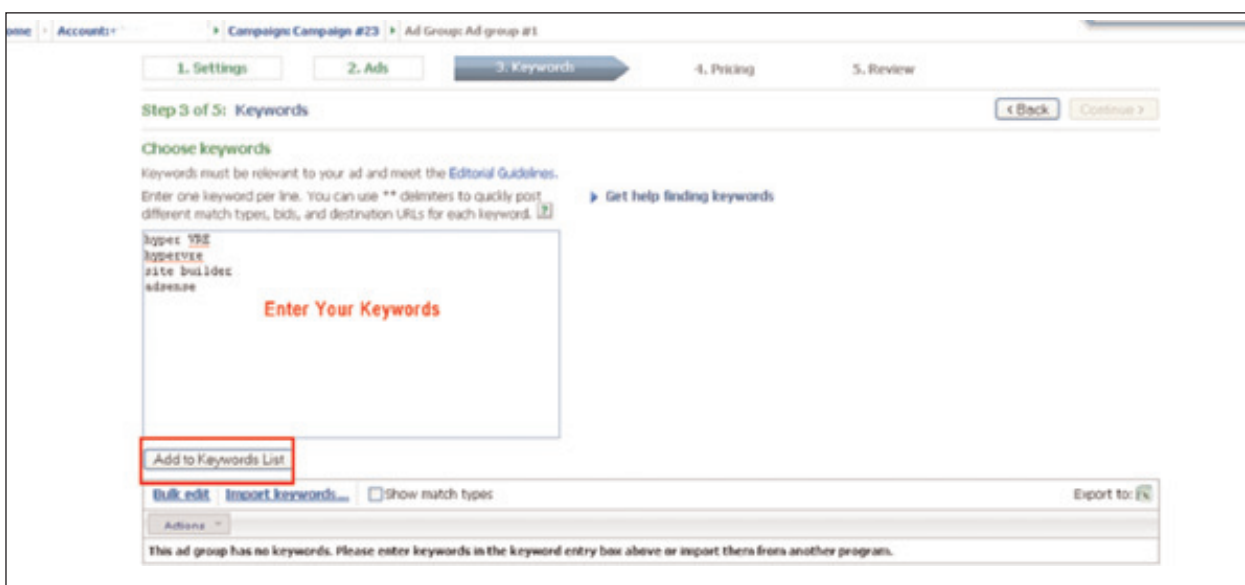 ome Account: Campaign: Campaign #23 Ad Group: Ad group #1
1. Settings 2. Ads 3. Keywords 4. Pricing 5. Review
Step 3 of 5: Keywords < Back Continue >
Choose keywords
Keywords must be relevant to your ad and meet the Editorial Guidelines.
Enter one keyword per line. You can use ** delimiters to quickly post
different match types, bids, and destination URLs for each keyword. ?
Get help finding keywords
hyper VRE
hypervre
site builder
adsense
Enter Your Keywords
Add to Keywords List
Bulk edit Import keywords... Show match types Export to:
Actions
This ad group has no keywords. Please enter keywords in the keyword entry box above or import them from another program.